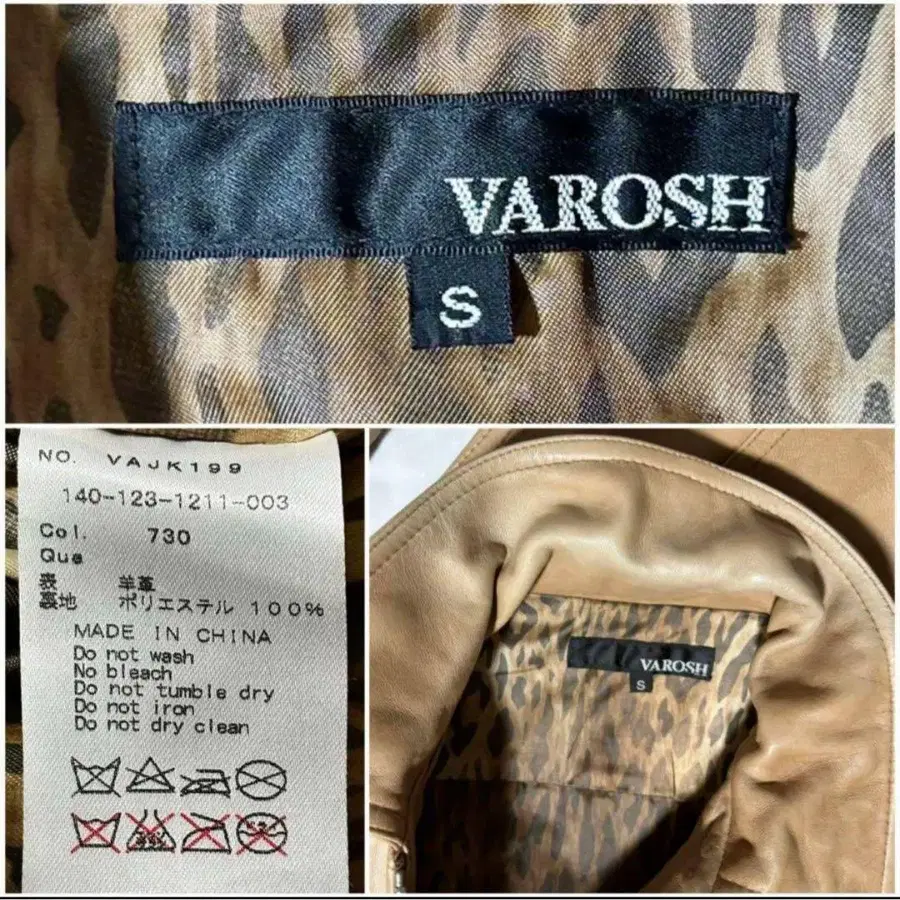 VAROSH
S
NO. VAJK199
140-123-1211-003
Col. 730
Qua
表 羊革
裏地 ポリエステル 100%
MADE IN CHINA
Do not wash
No bleach
Do not tumble dry
Do not iron
Do not dry clean
VAROSH
S